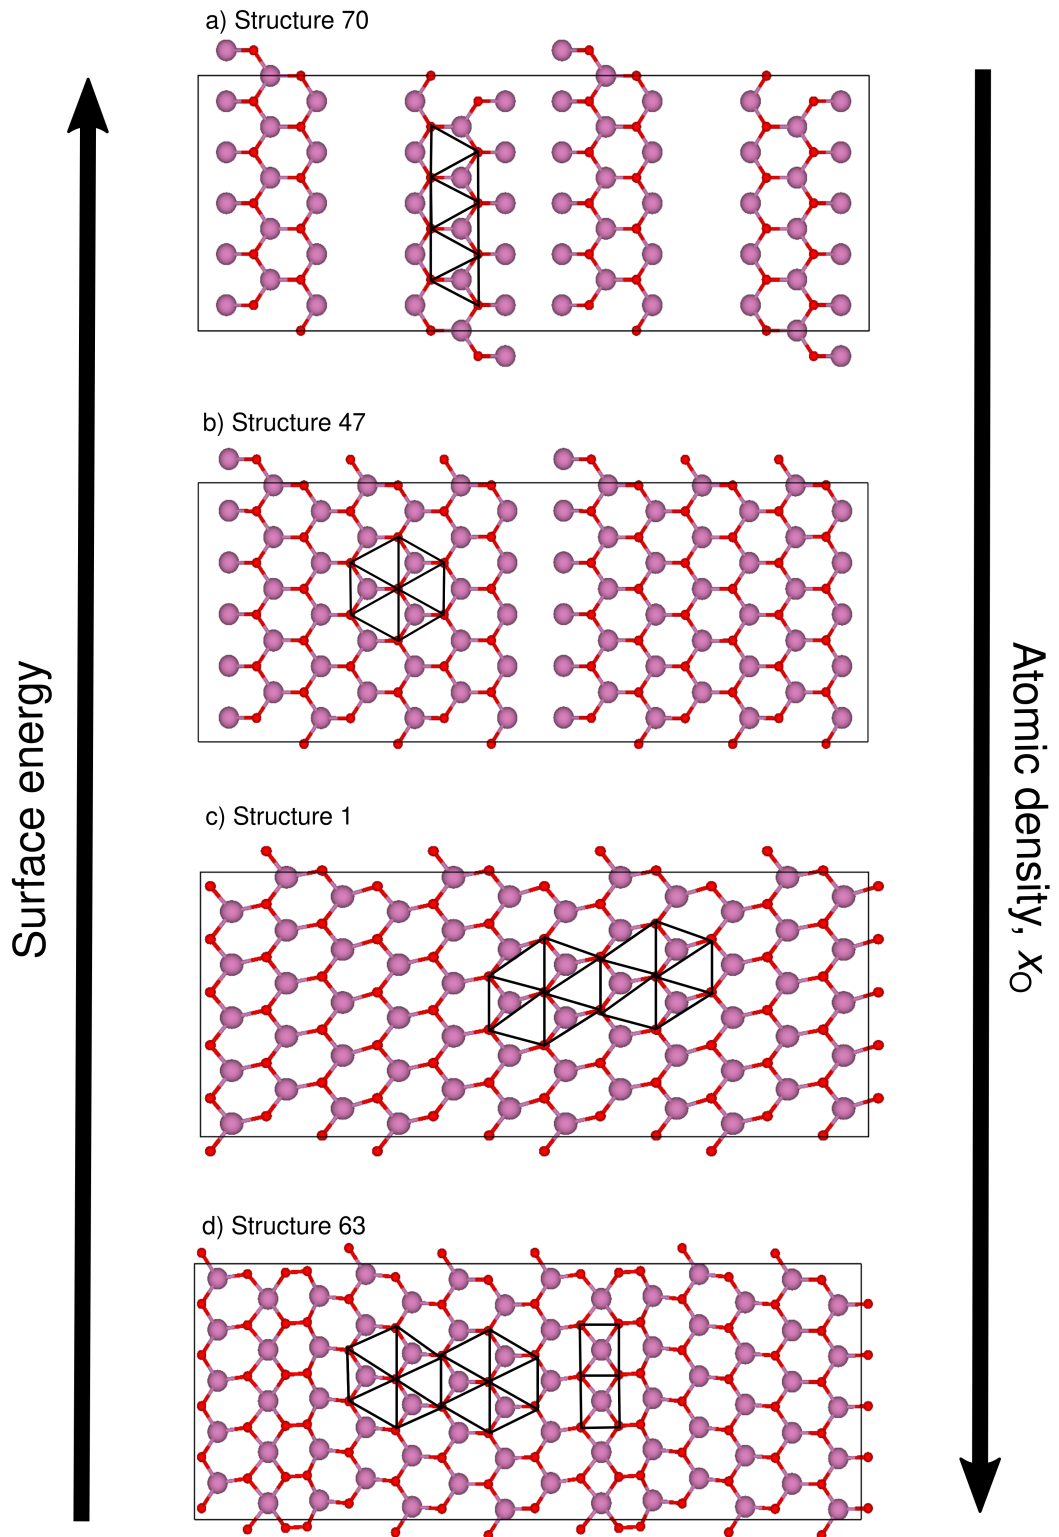 a) Structure 70
b) Structure 47
Surface energy
Atomic density, xO
c) Structure 1
d) Structure 63